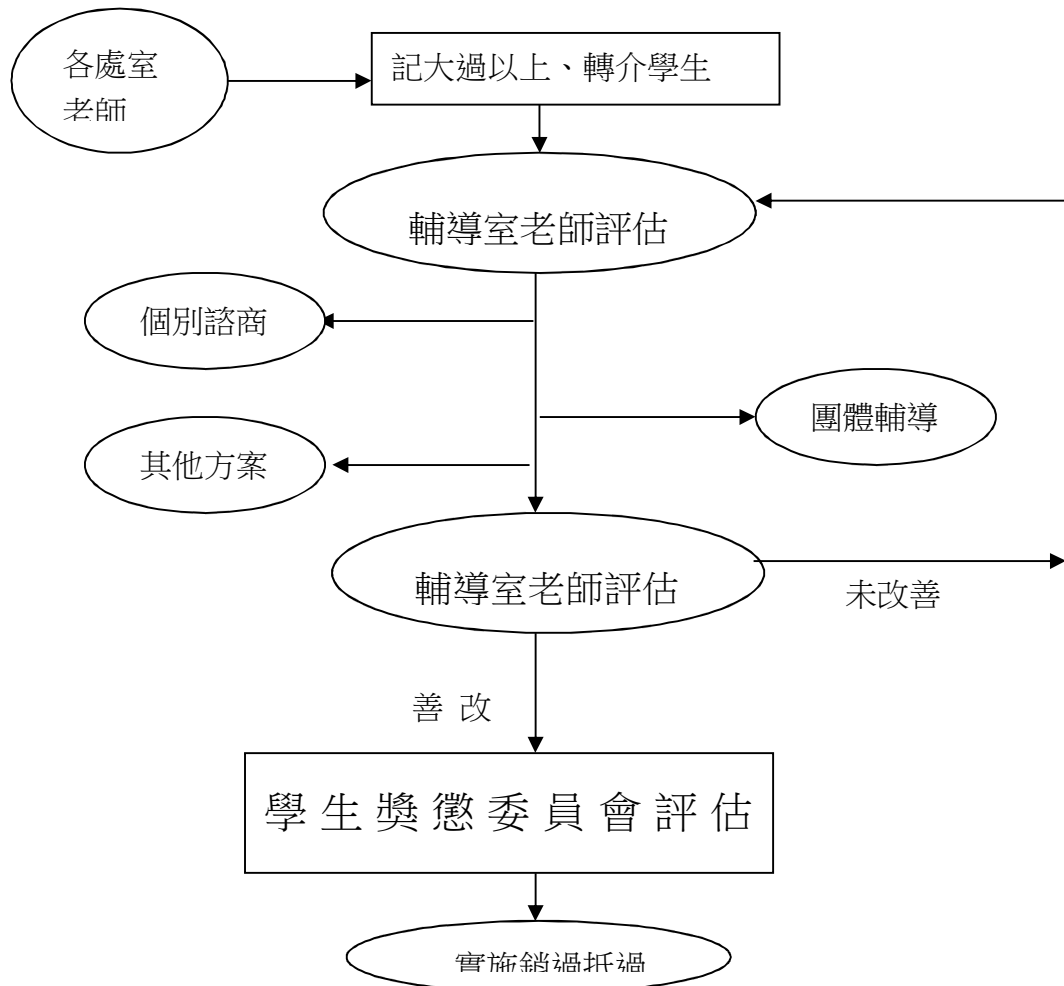 各處室
老師
記大過以上、轉介學生
輔導室老師評估
個別諮商
團體輔導
其他方案
輔導室老師評估
未改善
善 改
學 生 獎 懲 委 員 會 評 估
實施銷過抵過